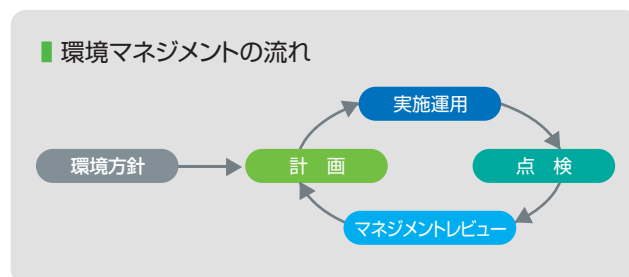 環境マネジメントの流れ
実施運用
環境方針
計　画
点　検
マネジメントレビュー